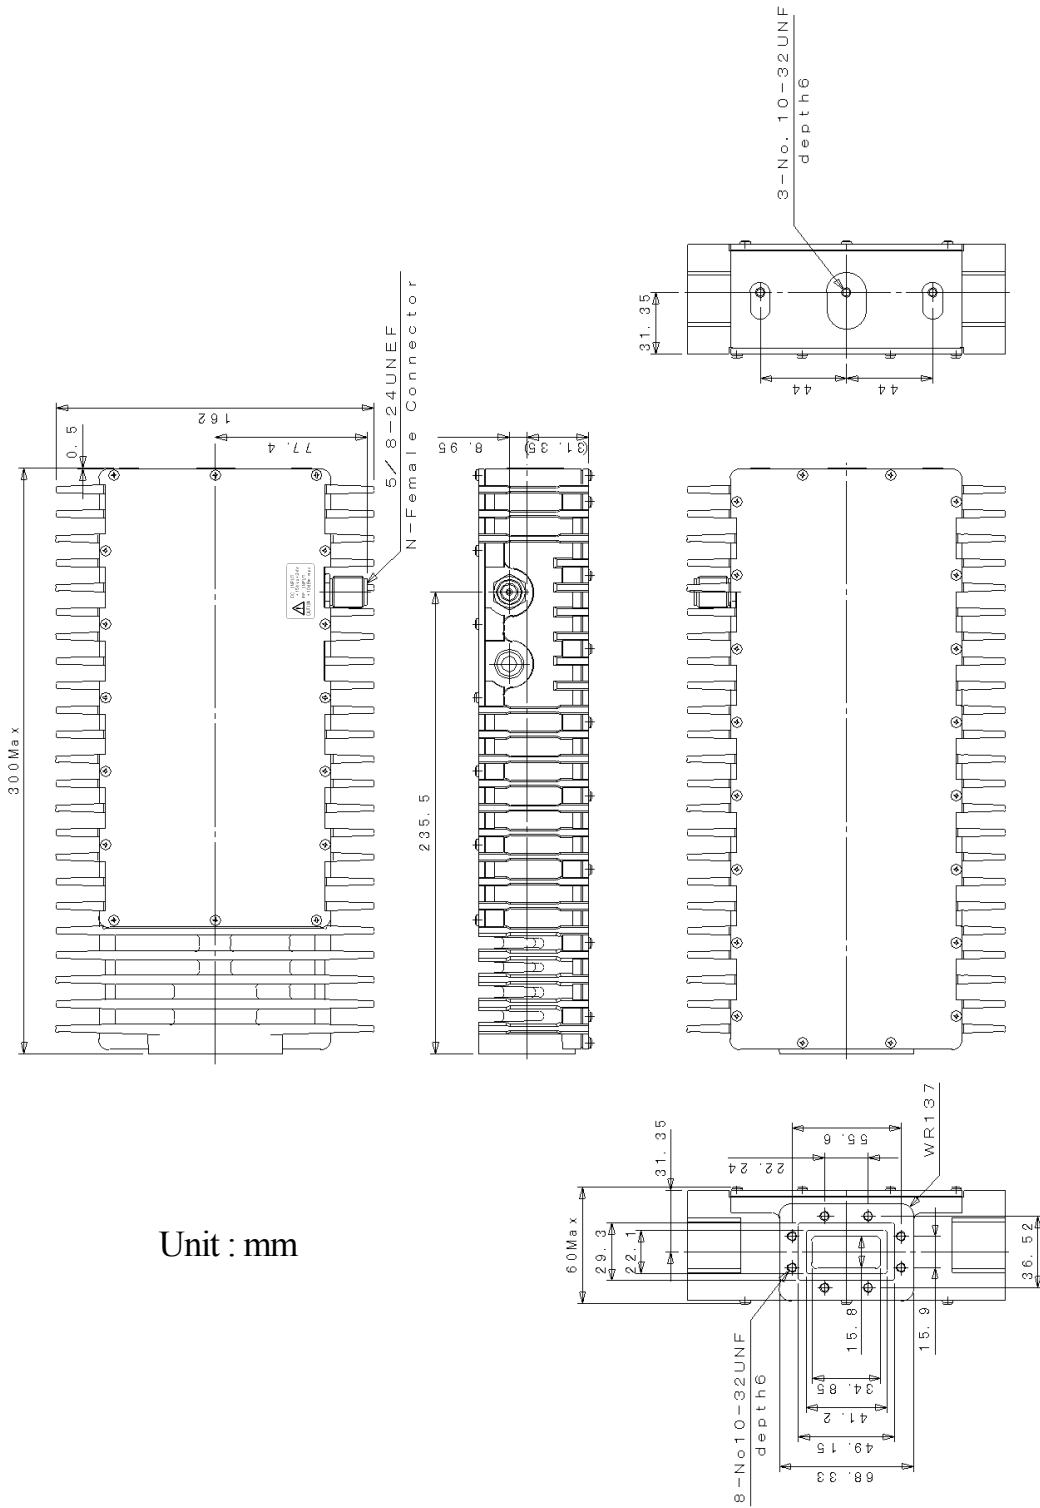 3-No. 10-32UNF
depth6
31. 35
44
44
162
0.5
77.4
5/8-24UNEF
N-Female Connector
8. 95
(31. 35)
300Max
235. 5
WR137
55. 6
22. 24
31. 35
60Max
29. 3
22. 1
36. 52
15. 8
15. 9
34. 85
41. 2
49. 15
68. 33
8-No10-32UNF
depth6
Unit : mm